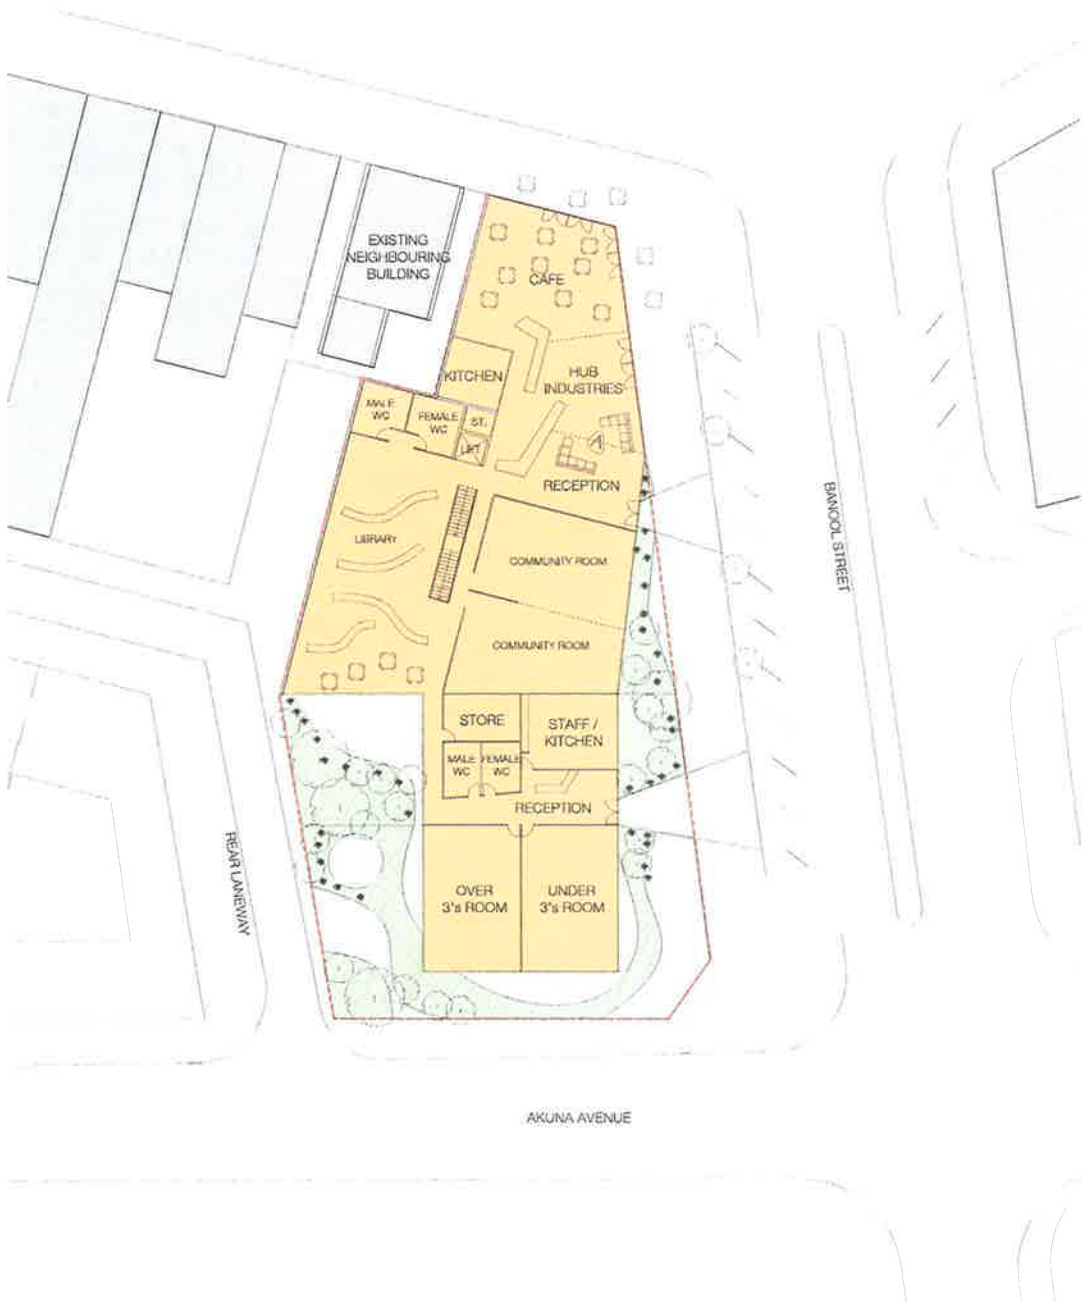 EXISTING
NEIGHBOURING
BUILDING
CAFE
KITCHEN
HUB
INDUSTRIES
MALE
WC
FEMALE
WC
ST.
LIFT
RECEPTION
LIBRARY
COMMUNITY ROOM
COMMUNITY ROOM
BANOOL STREET
STORE
STAFF /
KITCHEN
MALE
WC
FEMALE
WC
RECEPTION
REAR LANEWAY
OVER
3's ROOM
UNDER
3's ROOM
AKUNA AVENUE